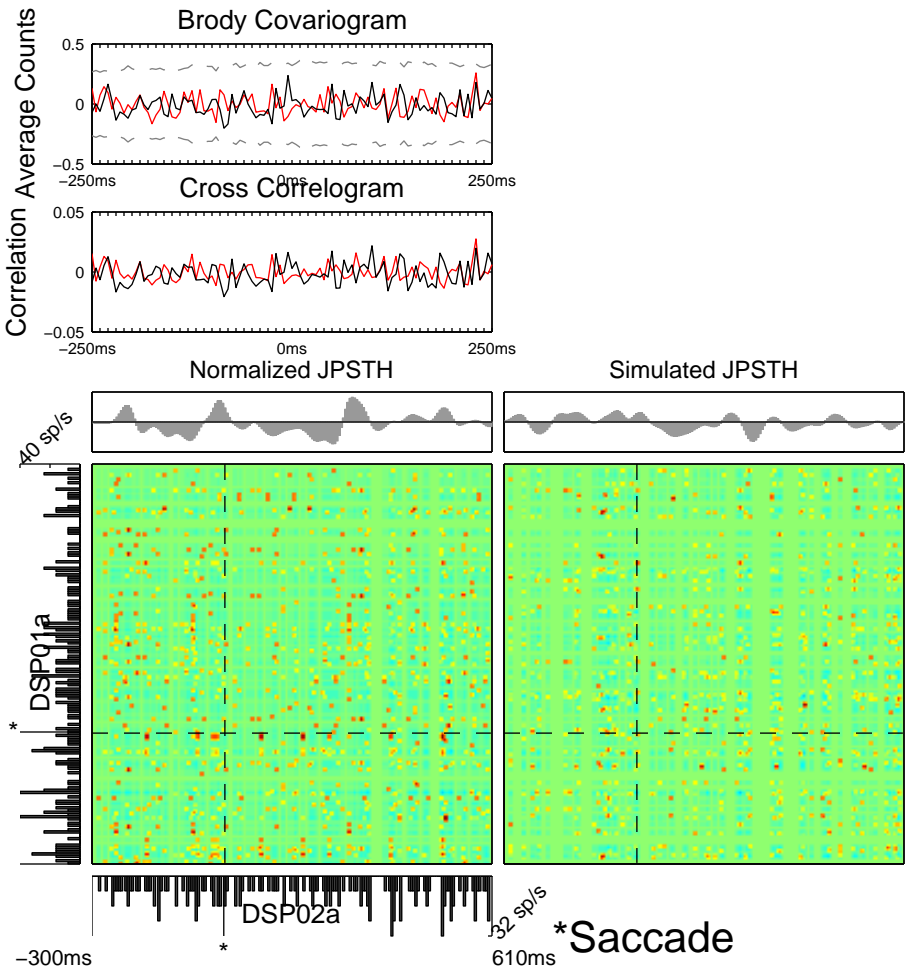 Brody Covariogram
Average Counts
0.5
0
−0.5
−250ms
0ms
250ms
Cross Correlogram
Correlation
0.05
0
−0.05
−250ms
0ms
250ms
Normalized JPSTH
Simulated JPSTH
40 sp/s
DSP01a
*
DSP02a
32 sp/s
*
*Saccade
−300ms
610ms